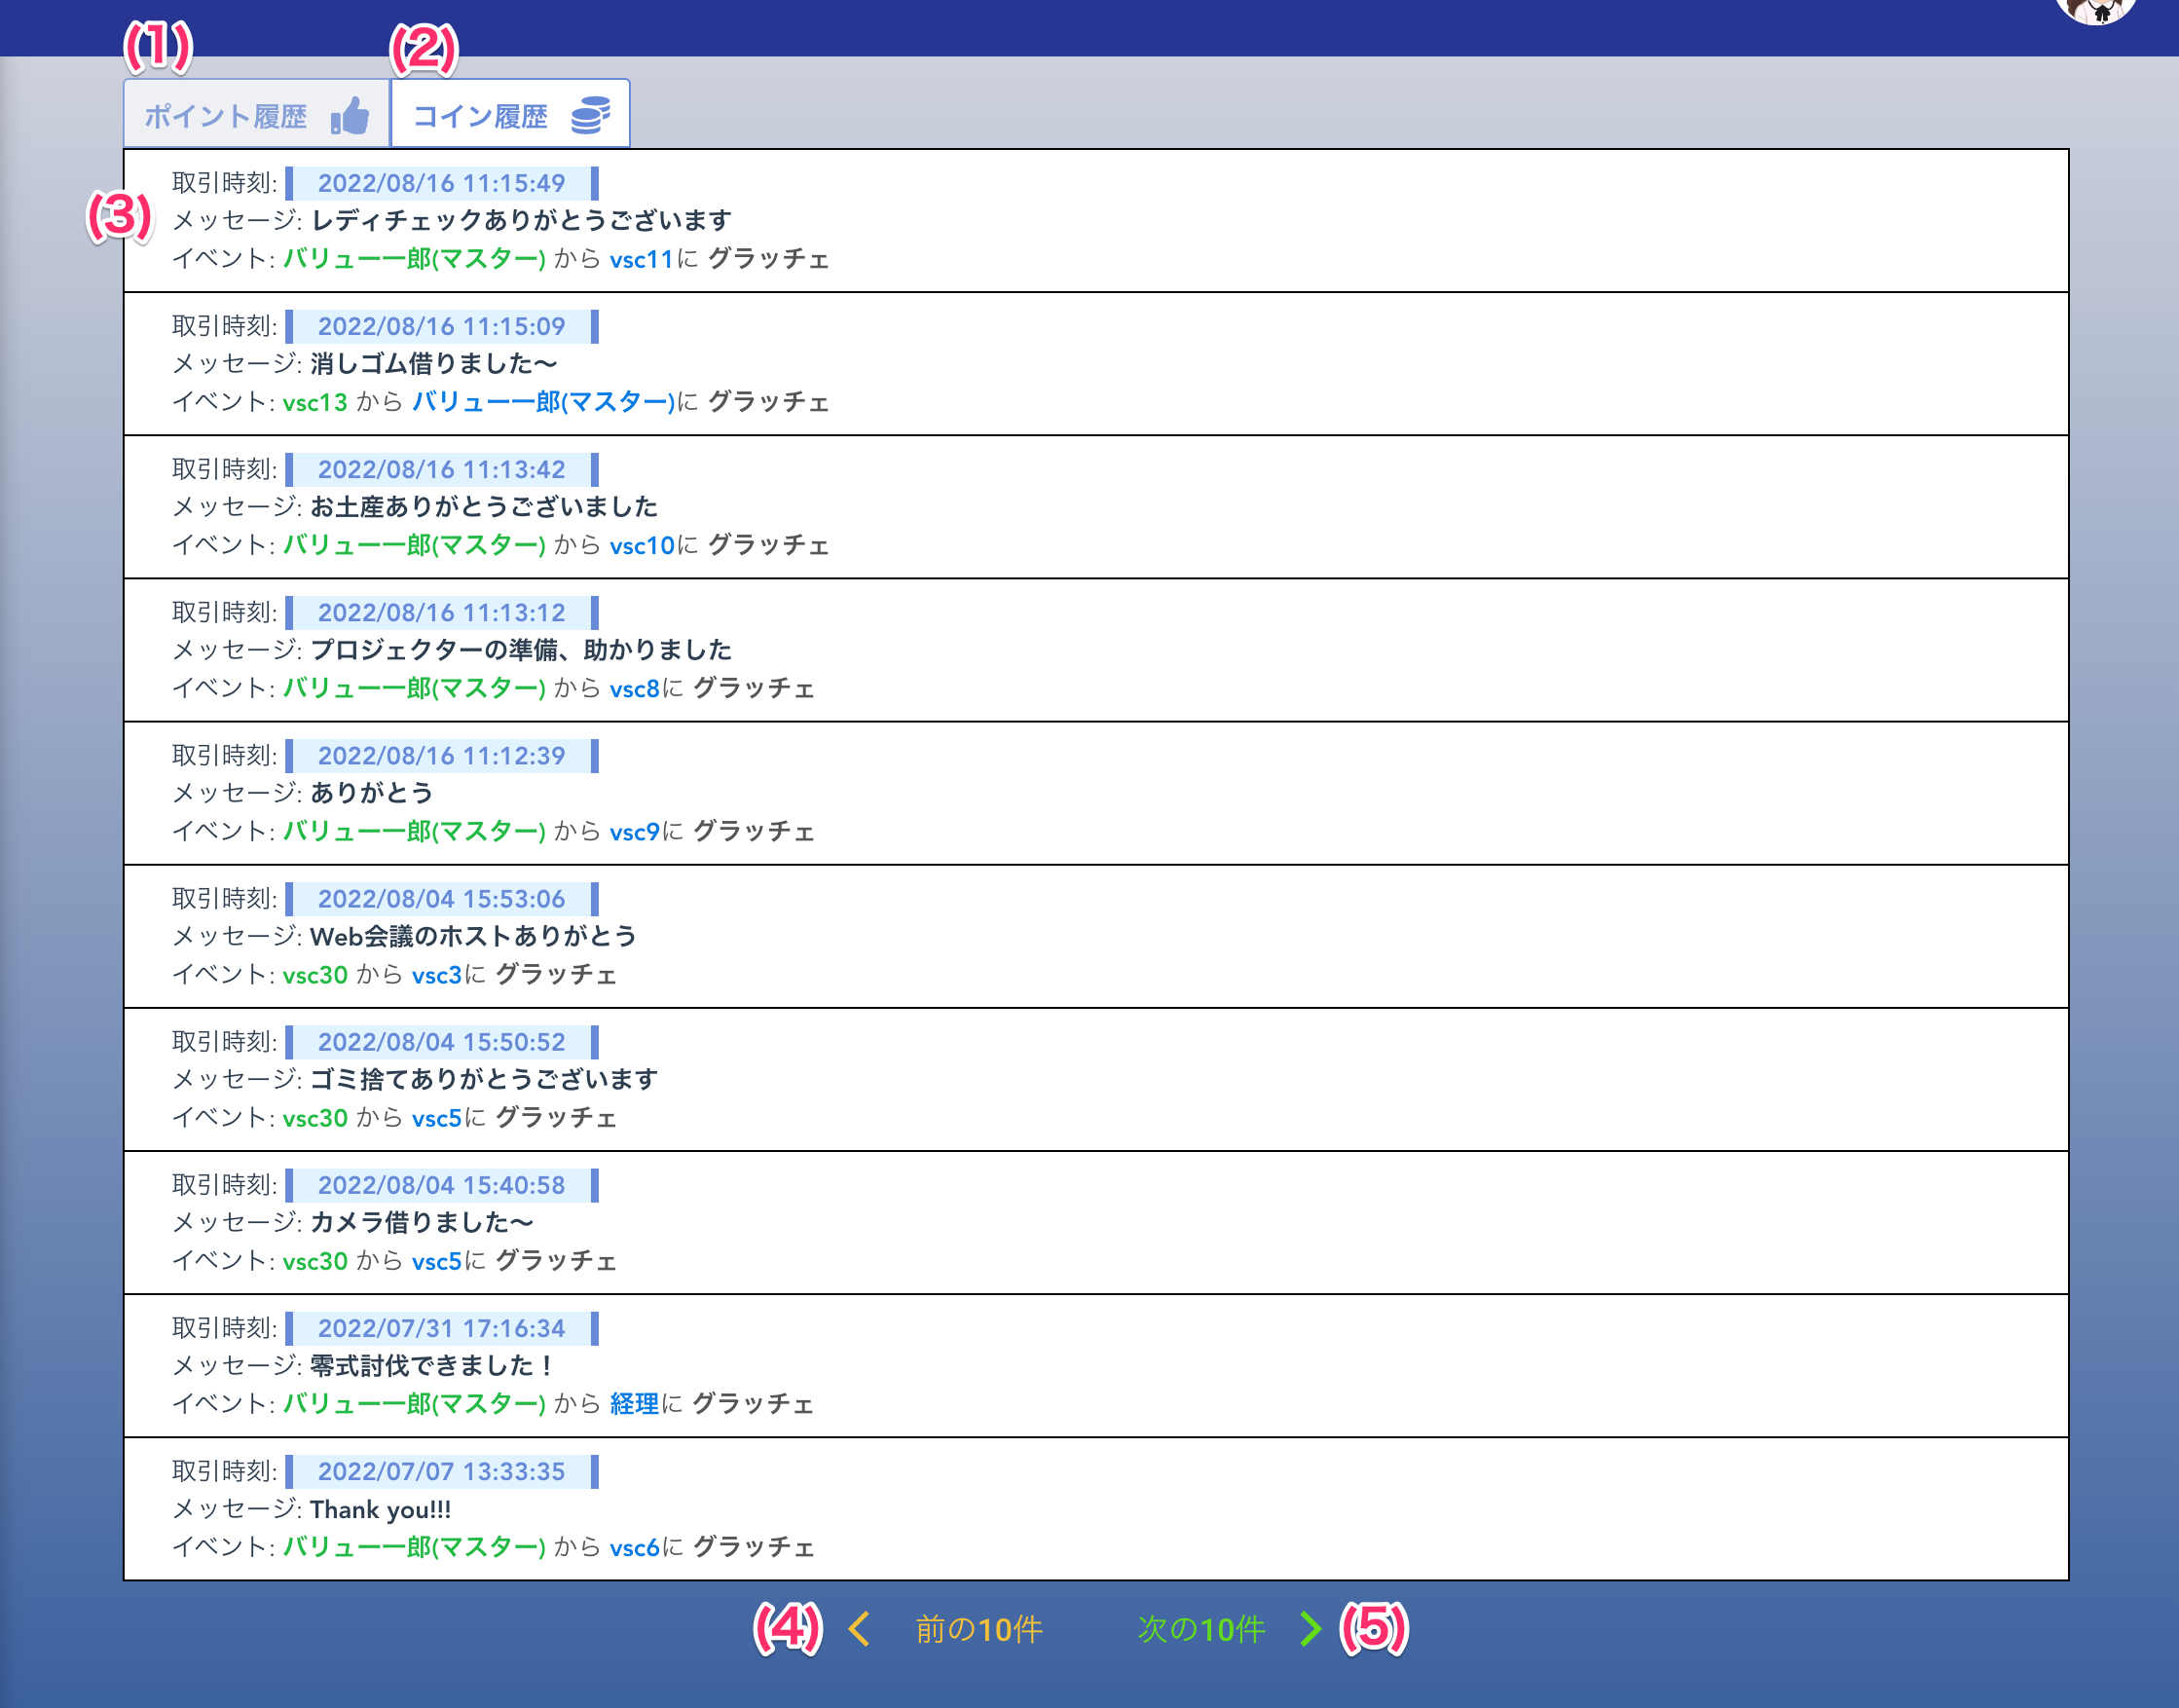 (1)
(2)
ポイント履歴
コイン履歴
(3)
取引時刻: 2022/08/16 11:15:49
メッセージ: レディチェックありがとうございます
イベント: バリュー一郎(マスター) から vsc11に グラッチェ
取引時刻: 2022/08/16 11:15:09
メッセージ: 消しゴム借りました〜
イベント: vsc13 から バリュー一郎(マスター)に グラッチェ
取引時刻: 2022/08/16 11:13:42
メッセージ: お土産ありがとうございました
イベント: バリュー一郎(マスター) から vsc10に グラッチェ
取引時刻: 2022/08/16 11:13:12
メッセージ: プロジェクターの準備、助かりました
イベント: バリュー一郎(マスター) から vsc8に グラッチェ
取引時刻: 2022/08/16 11:12:39
メッセージ: ありがとう
イベント: バリュー一郎(マスター) から vsc9に グラッチェ
取引時刻: 2022/08/04 15:53:06
メッセージ: Web会議のホストありがとう
イベント: vsc30 から vsc3に グラッチェ
取引時刻: 2022/08/04 15:50:52
メッセージ: ゴミ捨てありがとうございます
イベント: vsc30 から vsc5に グラッチェ
取引時刻: 2022/08/04 15:40:58
メッセージ: カメラ借りました〜
イベント: vsc30 から vsc5に グラッチェ
取引時刻: 2022/07/31 17:16:34
メッセージ: 零式討伐できました！
イベント: バリュー一郎(マスター) から 経理に グラッチェ
取引時刻: 2022/07/07 13:33:35
メッセージ: Thank you!!!
イベント: バリュー一郎(マスター) から vsc6に グラッチェ
(4) 前の10件 次の10件 (5)